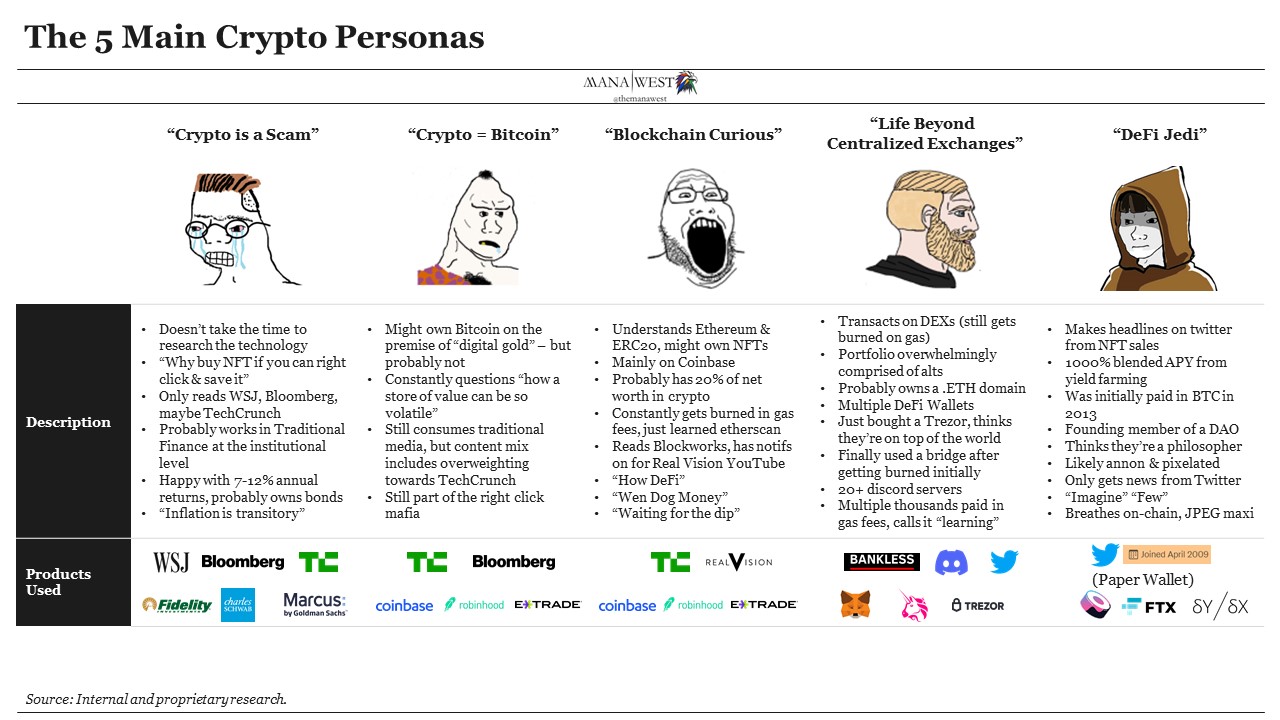 The 5 Main Crypto Personas
MANA WEST
@themanawest
“Crypto is a Scam”
“Crypto = Bitcoin”
“Blockchain Curious”
“Life Beyond
Centralized Exchanges”
“DeFi Jedi”
Description
• Doesn’t take the time to
research the technology
• “Why buy NFT if you can right
click & save it”
• Only reads WSJ, Bloomberg,
maybe TechCrunch
• Probably works in Traditional
Finance at the institutional
level
• Happy with 7-12% annual
returns, probably owns bonds
• “Inflation is transitory”
• Might own Bitcoin on the
premise of “digital gold” – but
probably not
• Constantly questions “how a
store of value can be so
volatile”
• Still consumes traditional
media, but content mix
includes overweighting
towards TechCrunch
• Still part of the right click
mafia
• Understands Ethereum &
ERC20, might own NFTs
• Mainly on Coinbase
• Probably has 20% of net
worth in crypto
• Constantly gets burned in gas
fees, just learned etherscan
• Reads Blockworks, has notifs
on for Real Vision YouTube
• “How DeFi”
• “Wen Dog Money”
• “Waiting for the dip”
• Transacts on DEXs (still gets
burned on gas)
• Portfolio overwhelmingly
comprised of alts
• Probably owns a .ETH domain
• Multiple DeFi Wallets
• Just bought a Trezor, thinks
they’re on top of the world
• Finally used a bridge after
getting burned initially
• 20+ discord servers
• Multiple thousands paid in
gas fees, calls it “learning”
• Makes headlines on twitter
from NFT sales
• 1000% blended APY from
yield farming
• Was initially paid in BTC in
2013
• Founding member of a DAO
• Thinks they’re a philosopher
• Likely annon & pixelated
• Only gets news from Twitter
• “Imagine” “Few”
• Breathes on-chain, JPEG maxi
Products
Used
WSJ Bloomberg TC
Fidelity
INVESTMENTS
charles
SCHWAB
Marcus:
by Goldman Sachs
TC Bloomberg
coinbase robinhood E*TRADE
TC REALVISION
coinbase robinhood E*TRADE
BANKLESS
TREZOR
Joined April 2009
(Paper Wallet)
FTX δY/δX
Source: Internal and proprietary research.